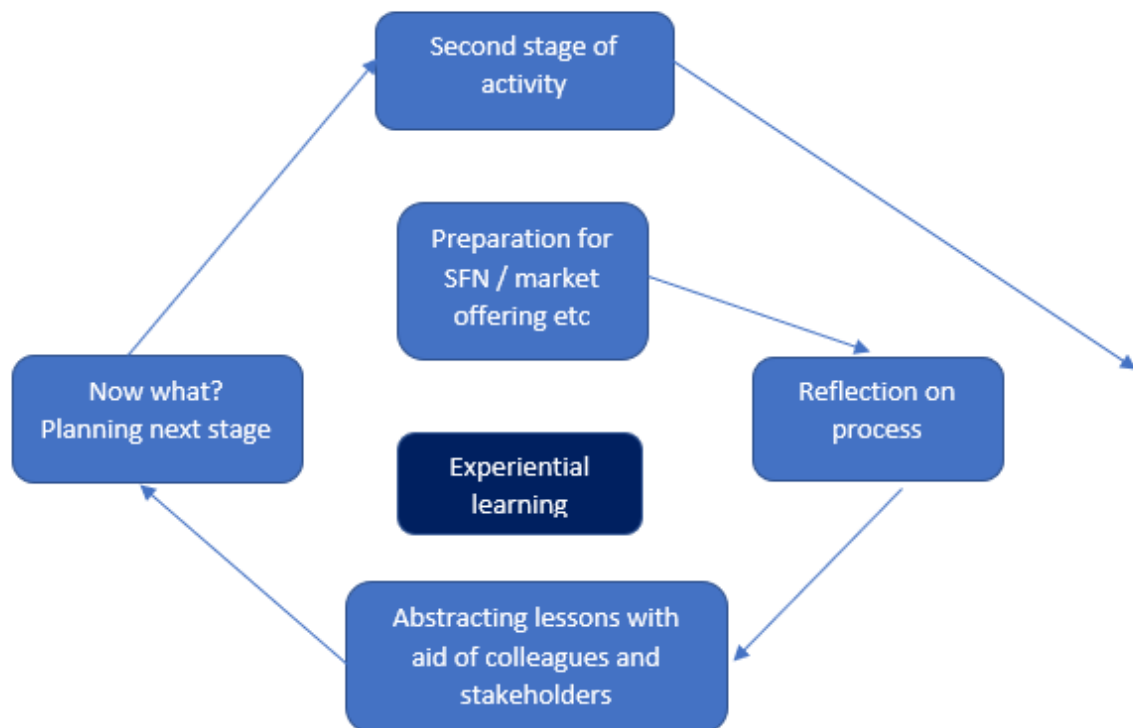 Second stage of
activity
Preparation for
SFN / market
offering etc
Now what?
Planning next stage
Reflection on
process
Experiential
learning
Abstracting lessons with
aid of colleagues and
stakeholders